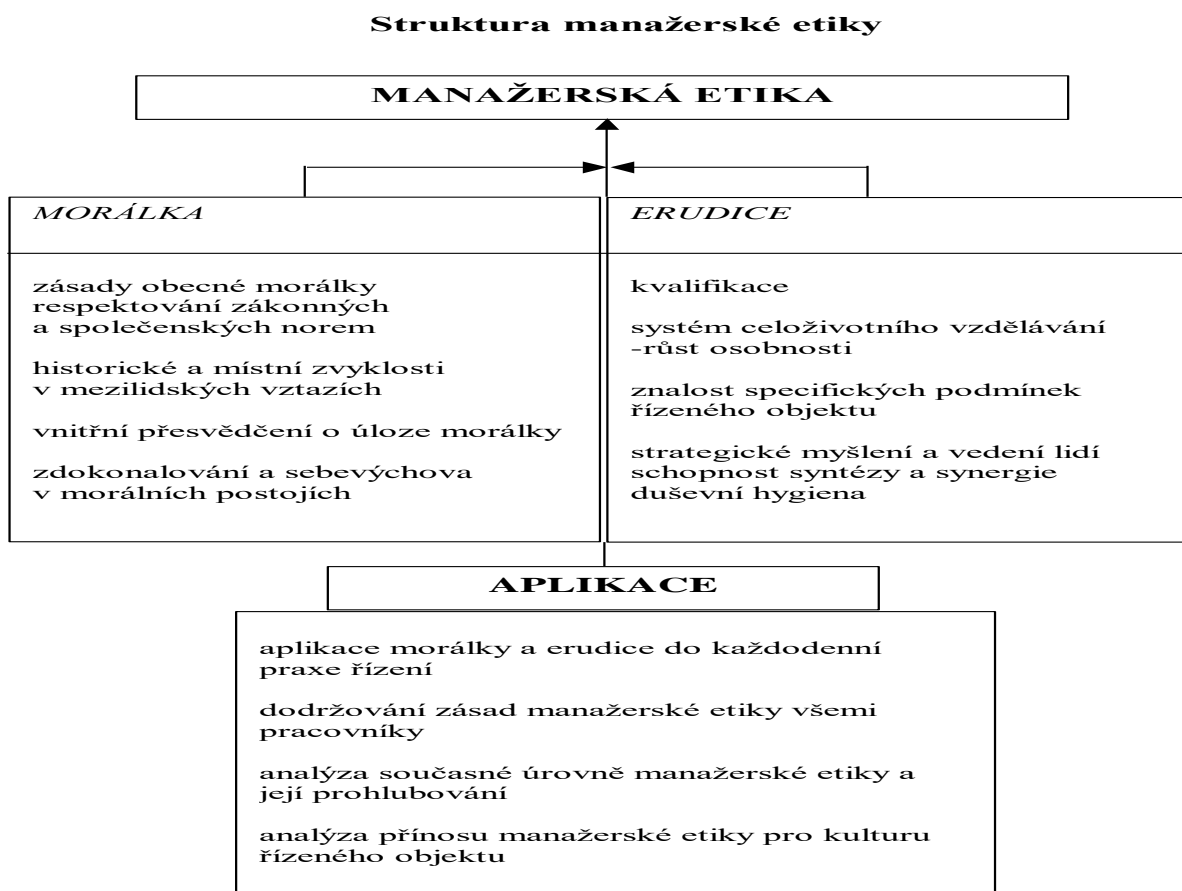 Struktura manažerské etiky
MANAŽERSKÁ ETIKA
MORÁLKA
zásady obecné morálky
respektování zákonných
a společenských norem
historické a místní zvyklosti
v mezilidských vztazích
vnitřní přesvědčení o úloze morálky
zdokonalování a sebevýchova
v morálních postojích
ERUDICE
kvalifikace
systém celoživotního vzdělávání
-růst osobnosti
znalost specifických podmínek
řízeného objektu
strategické myšlení a vedení lidí
schopnost syntézy a synergie
duševní hygiena
APLIKACE
aplikace morálky a erudice do každodenní
praxe řízení
dodržování zásad manažerské etiky všemi
pracovníky
analýza současné úrovně manažerské etiky a
její prohlubování
analýza přínosu manažerské etiky pro kulturu
řízeného objektu